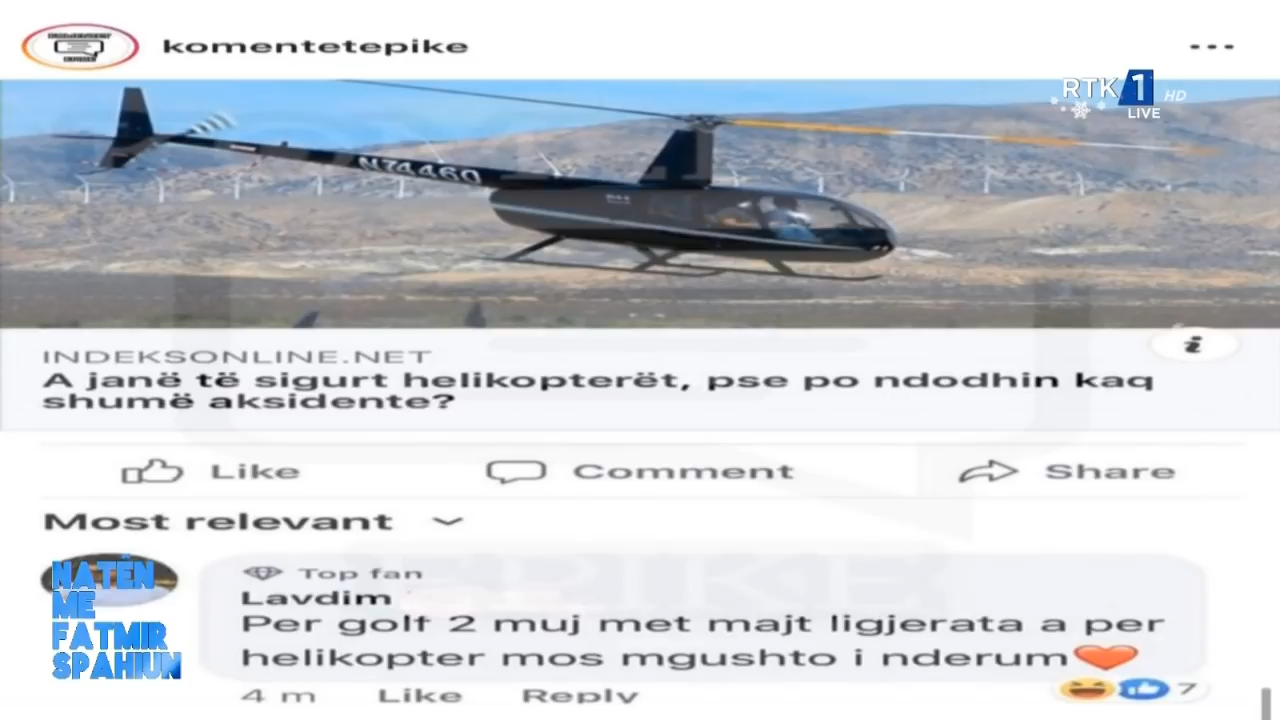 komentetepike
RTK 1 HD
LIVE
N74460
INDEKSONLINE.NET
A janë të sigurt helikopterët, pse po ndodhin kaq
shumë aksidente?
Like Comment Share
Most relevant
Top fan
Lavdim
Per golf 2 muj met majt ligjerata a per
helikopter mos mgushto i nderum❤️
4 m Like Reply 7
NATËN
ME
FATMIR
SPAHIUN